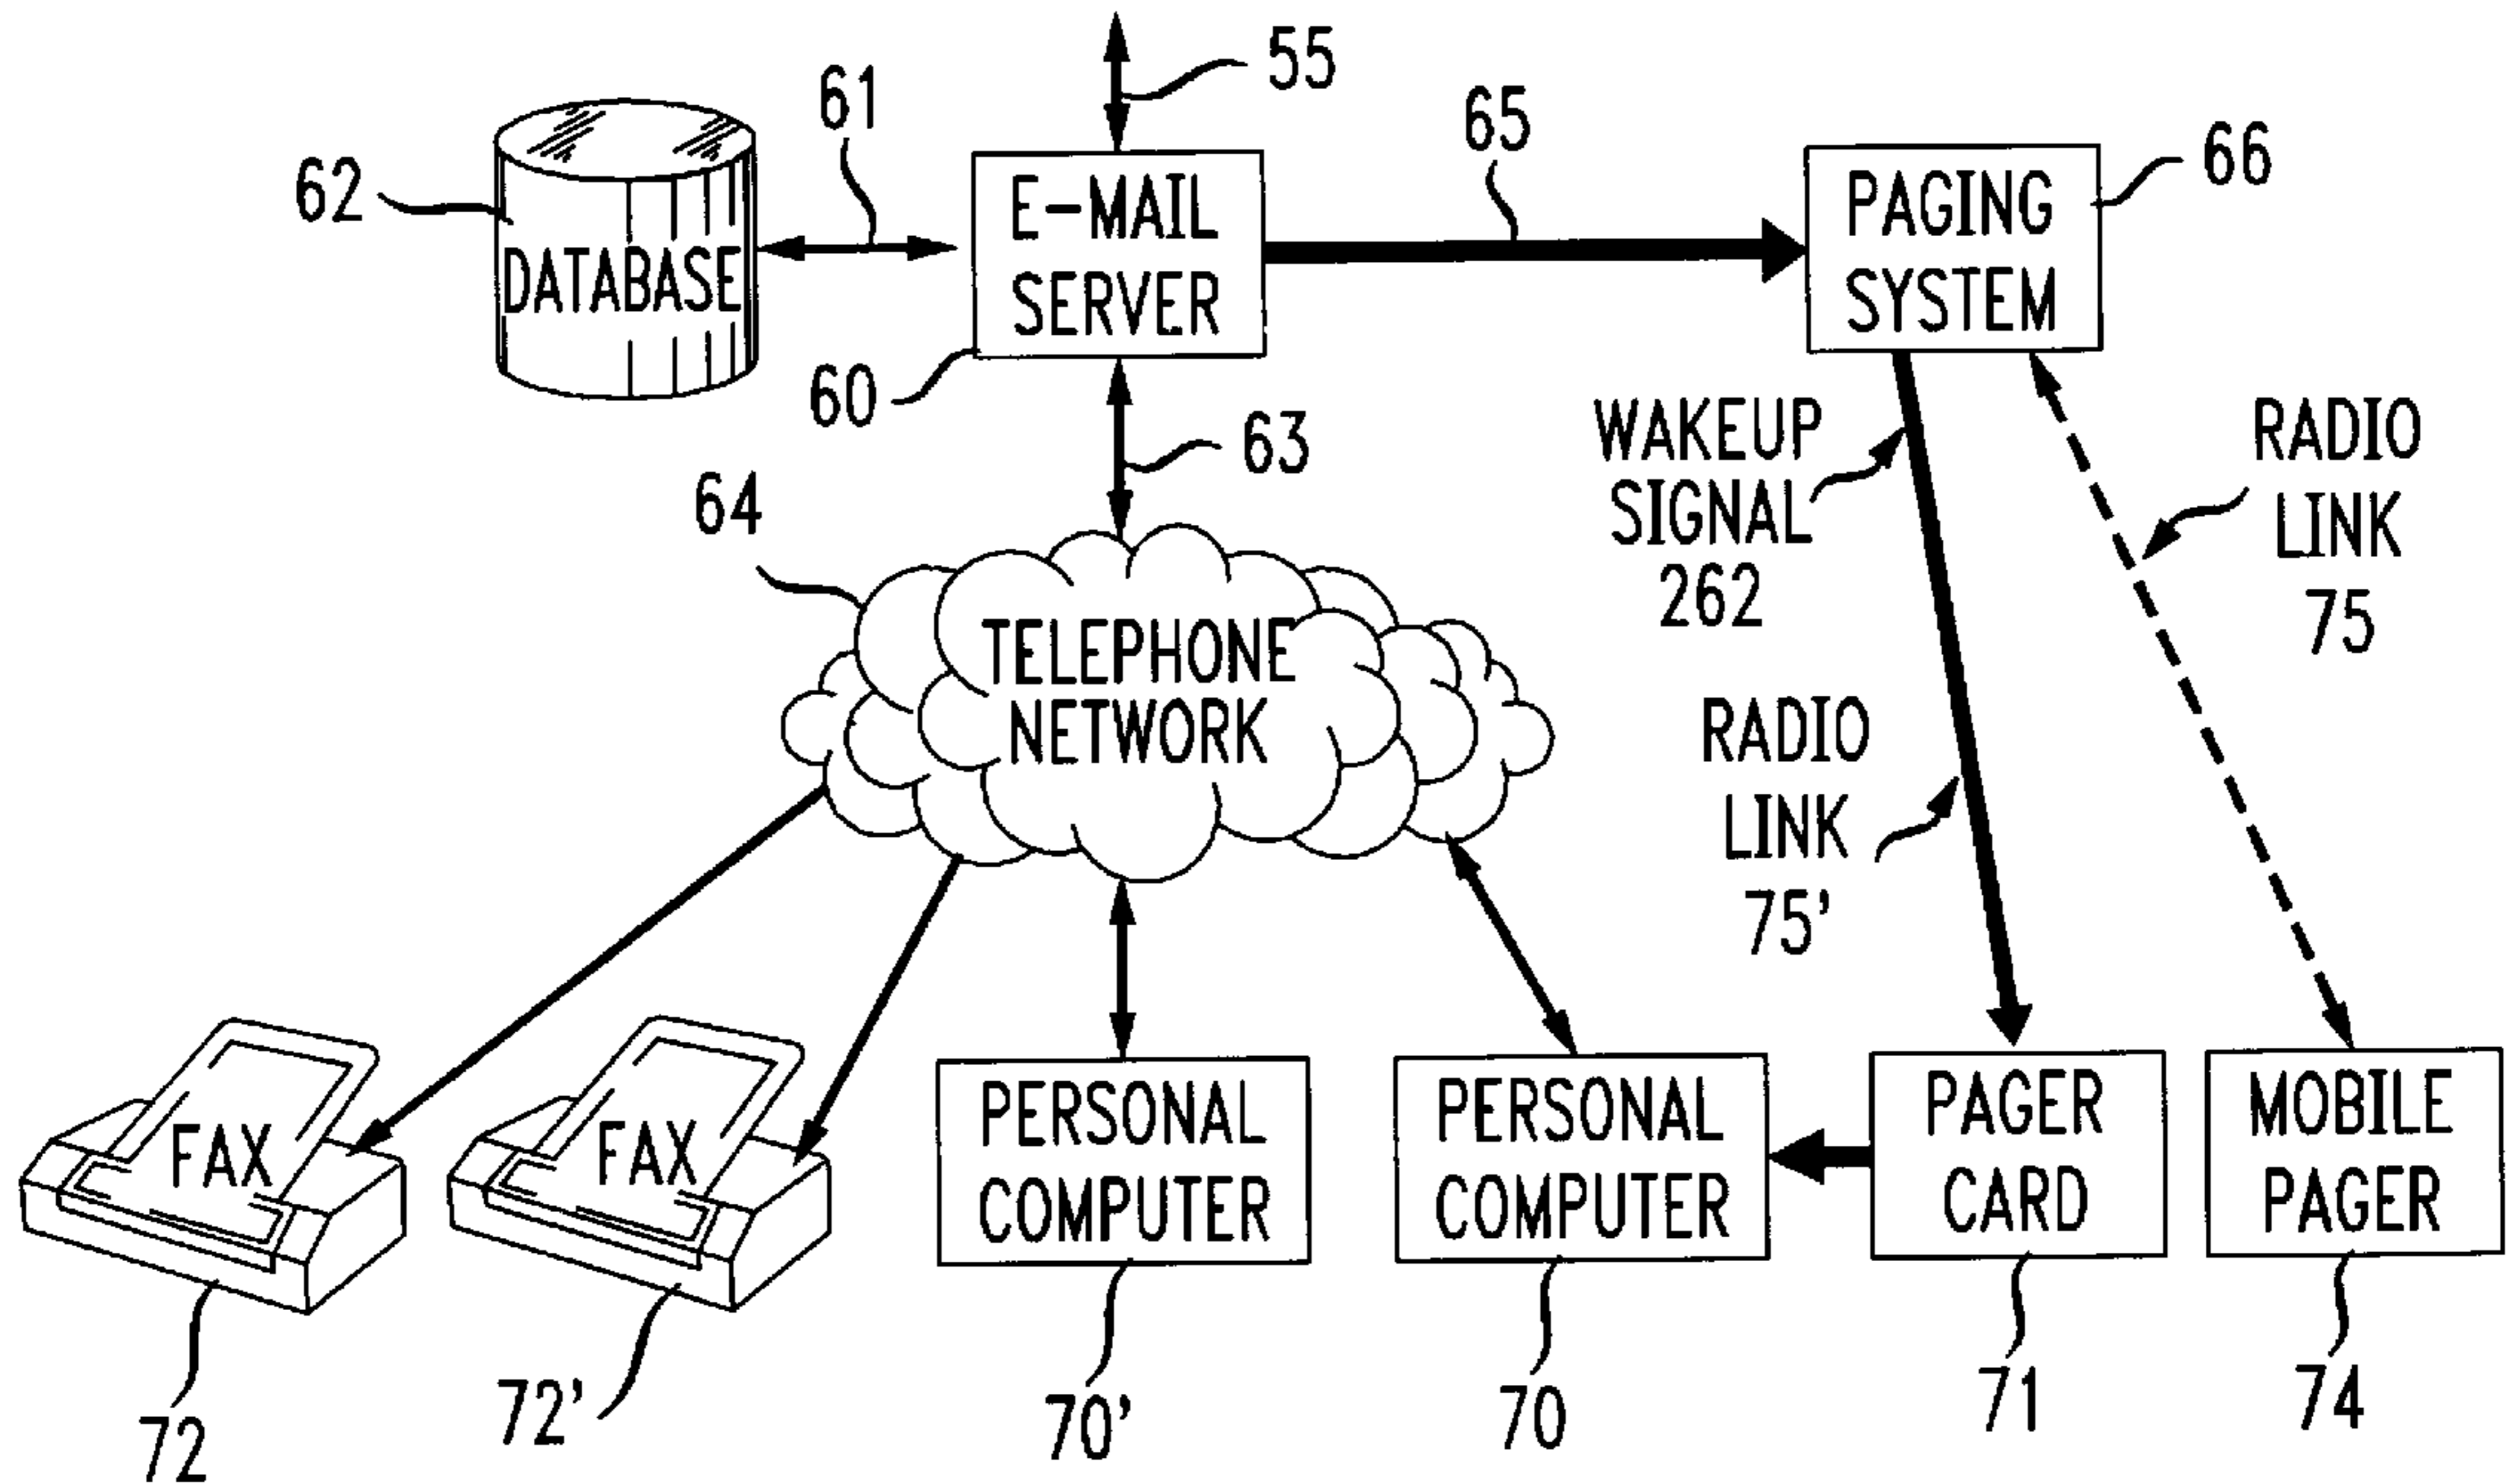 55
61
65
62
66
E-MAIL
SERVER
PAGING
SYSTEM
DATABASE
60
63
64
WAKEUP
SIGNAL
262
RADIO
LINK
75
TELEPHONE
NETWORK
RADIO
LINK
75'
FAX
FAX
PERSONAL
COMPUTER
PERSONAL
COMPUTER
PAGER
CARD
MOBILE
PAGER
72
72'
70'
70
71
74